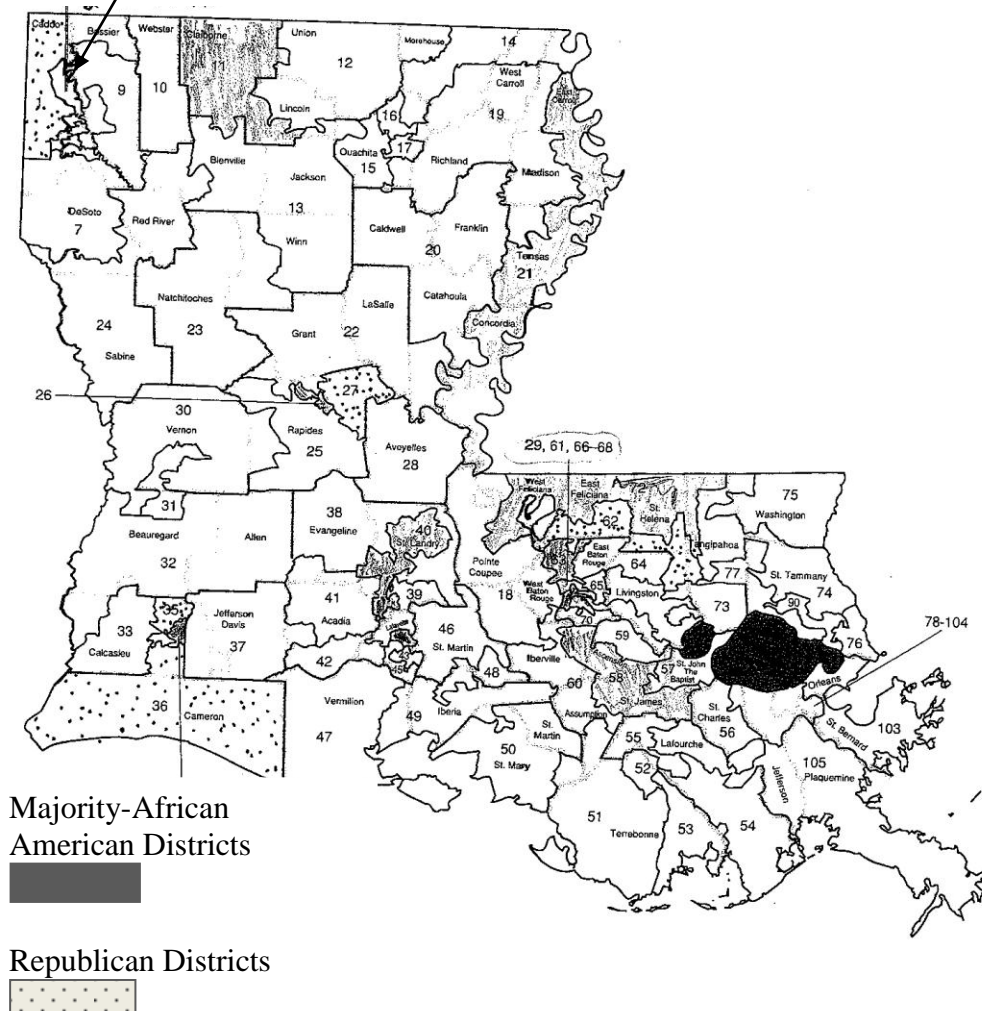 Caddo
Bossier
Webster
Claiborne
Union
Morehouse
14
West
Carroll
East
Carroll
1
9
10
11
12
Lincoln
16
19
17
Ouachita
15
Richland
Madison
Bienville
Jackson
13
DeSoto
7
Red River
Winn
Caldwell
Franklin
20
Tensas
21
Natchitoches
LaSalle
Catahoula
24
23
Grant
22
Concordia
Sabine
26
27
30
Vernon
Rapides
25
Avoyelles
28
29, 61, 66-68
31
38
Evangeline
West
Feliciana
East
Feliciana
62
St.
Helena
75
Washington
Beauregard
Allen
32
40
St. Landry
Pointe
Coupee
18
East
Baton
Rouge
64
Tangipahoa
77
St. Tammany
74
West
Baton
Rouge
65
Livingston
41
Acadia
39
Lafayette
46
St. Martin
70
59
73
90
76
78-104
35
33
Calcasieu
Jefferson
Davis
37
42
43
45
48
Iberville
60
58
Ascension
57
St. John
The
Baptist
Orleans
St. James
St.
Charles
56
36
Cameron
Vermilion
47
49
Iberia
Assumption
St.
Martin
50
St. Mary
55
Lafourche
52
St. Bernard
103
105
Plaquemine
Jefferson
51
Terrebonne
53
54
Majority-African
American Districts
Republican Districts